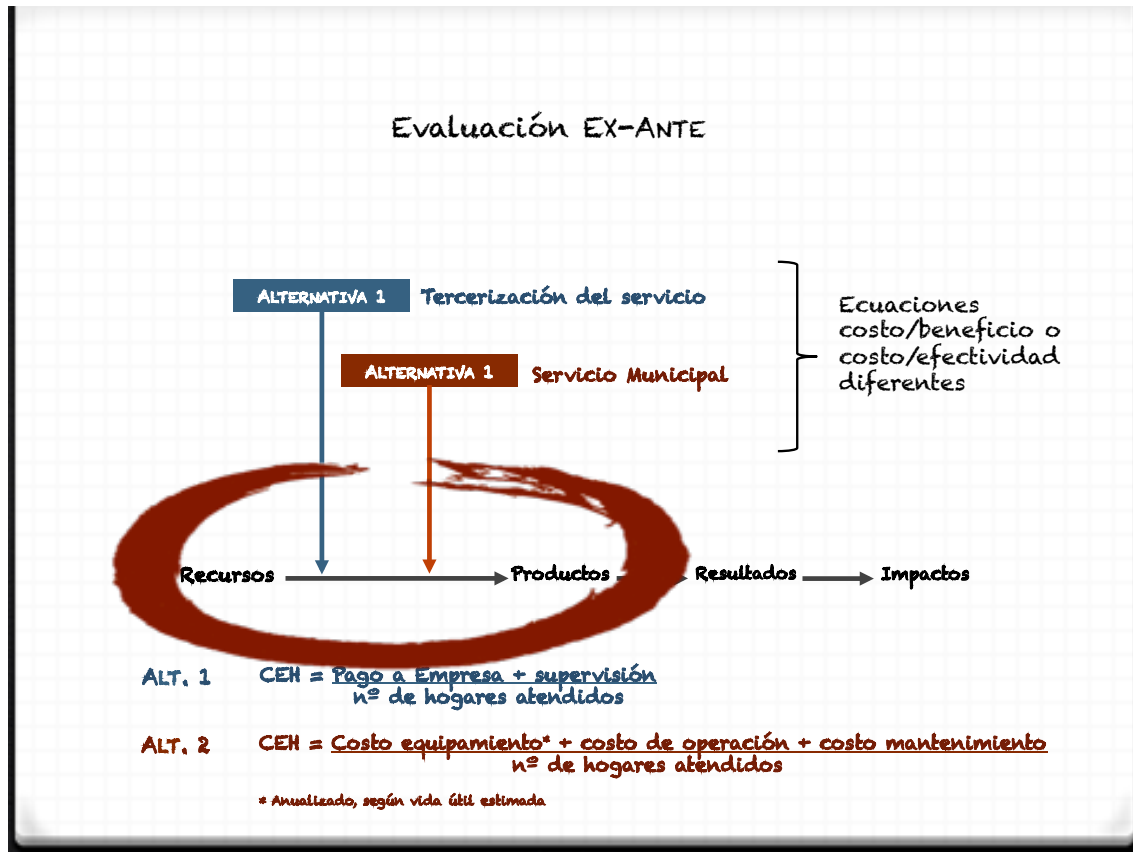 Evaluación Ex-Ante
Alternativa 1
Tercerización del servicio
Alternativa 1
Servicio Municipal
Ecuaciones
costo/beneficio o
costo/efectividad
diferentes
Recursos
Productos
Resultados
Impactos
Alt. 1
CEH = Pago a Empresa + supervisión
nº de hogares atendidos
Alt. 2
CEH = Costo equipamiento* + costo de operación + costo mantenimiento
nº de hogares atendidos
* Anualizado, según vida útil estimada